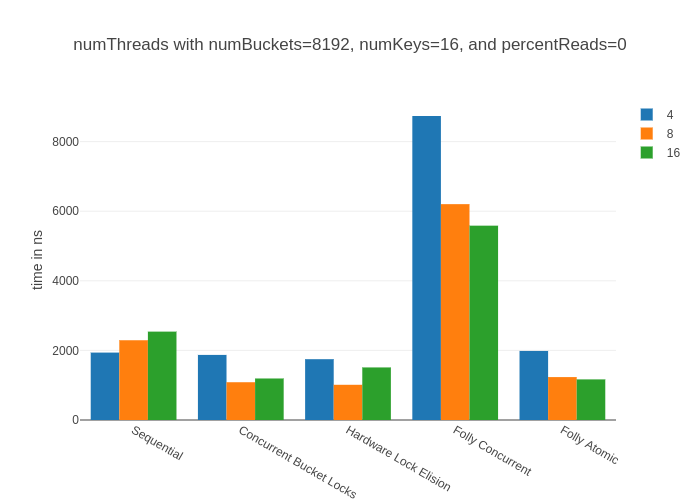 numThreads with numBuckets=8192, numKeys=16, and percentReads=0
4
8
16
time in ns
8000
6000
4000
2000
0
Sequential
Concurrent Bucket Locks
Hardware Lock Elision
Folly Concurrent
Folly Atomic